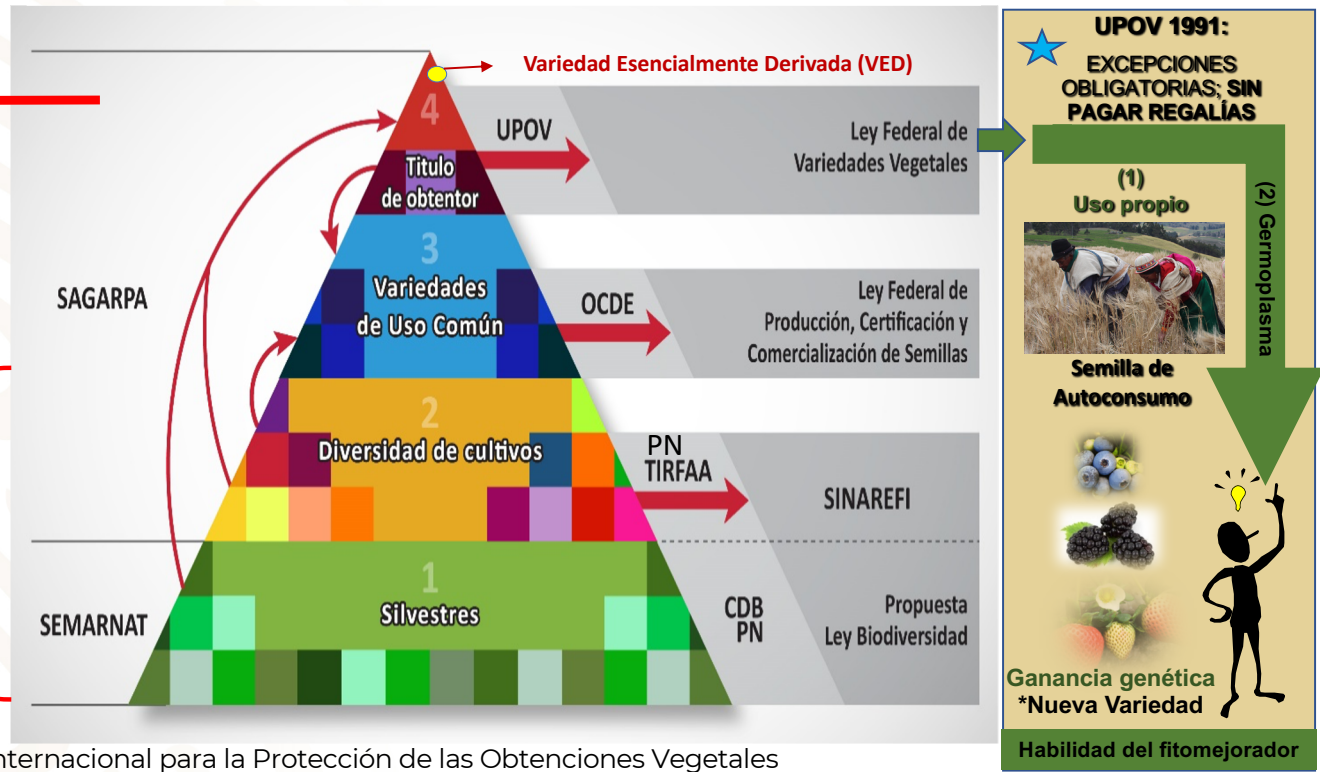 Variedad Esencialmente Derivada (VED)
4
UPOV
Ley Federal de
Variedades Vegetales
Titulo
de obtentor
SAGARPA
3
Variedades
de Uso Común
OCDE
Ley Federal de
Producción, Certificación y
Comercialización de Semillas
2
Diversidad de cultivos
PN
TIRFAA
SINAREFI
SEMARNAT
1
Silvestres
CDB
PN
Propuesta
Ley Biodiversidad
UPOV 1991:
EXCEPCIONES
OBLIGATORIAS; SIN
PAGAR REGALÍAS
(1)
Uso propio
(2) Germoplasma
Semilla de
Autoconsumo
Ganancia genética
*Nueva Variedad
Habilidad del fitomejorador
nternacional para la Protección de las Obtenciones Vegetales